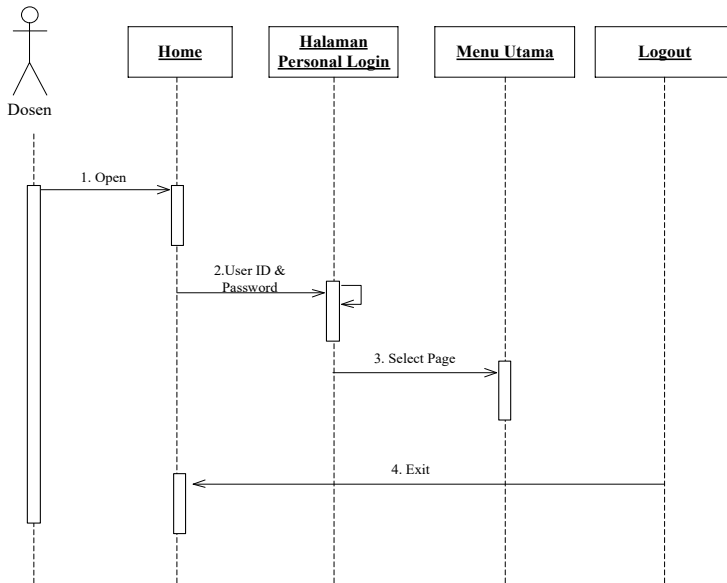 Dosen
Home
Halaman
Personal Login
Menu Utama
Logout
1. Open
2.User ID &
Password
3. Select Page
4. Exit